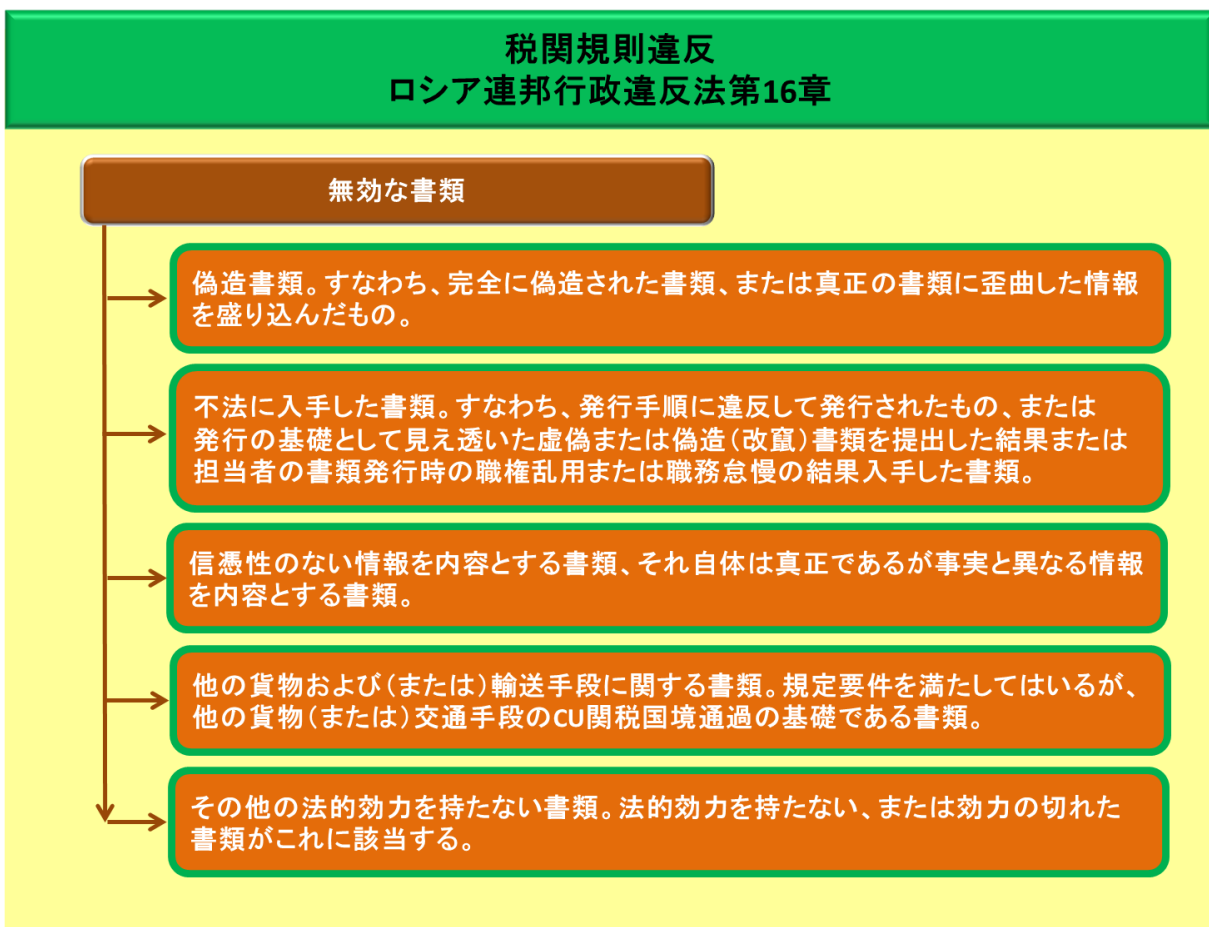 税関規則違反
ロシア連邦行政違反法第16章
無効な書類
偽造書類。すなわち、完全に偽造された書類、または真正の書類に歪曲した情報
を盛り込んだもの。
不法に入手した書類。すなわち、発行手順に違反して発行されたもの、または
発行の基礎として見え透いた虚偽または偽造(改竄)書類を提出した結果または
担当者の書類発行時の職権乱用または職務怠慢の結果入手した書類。
信憑性のない情報を内容とする書類、それ自体は真正であるが事実と異なる情報
を内容とする書類。
他の貨物および(または)輸送手段に関する書類。規定要件を満たしてはいるが、
他の貨物(または)交通手段のCU関税国境通過の基礎である書類。
その他の法的効力を持たない書類。法的効力を持たない、または効力の切れた
書類がこれに該当する。